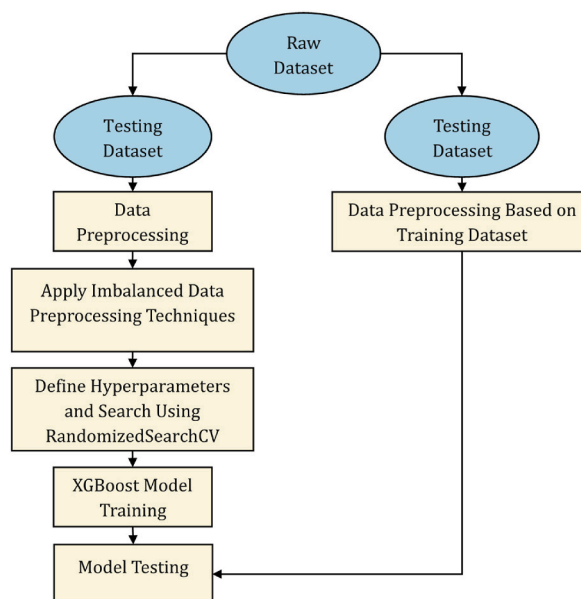 Raw
Dataset
Testing
Dataset
Testing
Dataset
Data
Preprocessing
Data Preprocessing Based on
Training Dataset
Apply Imbalanced Data
Preprocessing Techniques
Define Hyperparameters
and Search Using
RandomizedSearchCV
XGBoost Model
Training
Model Testing